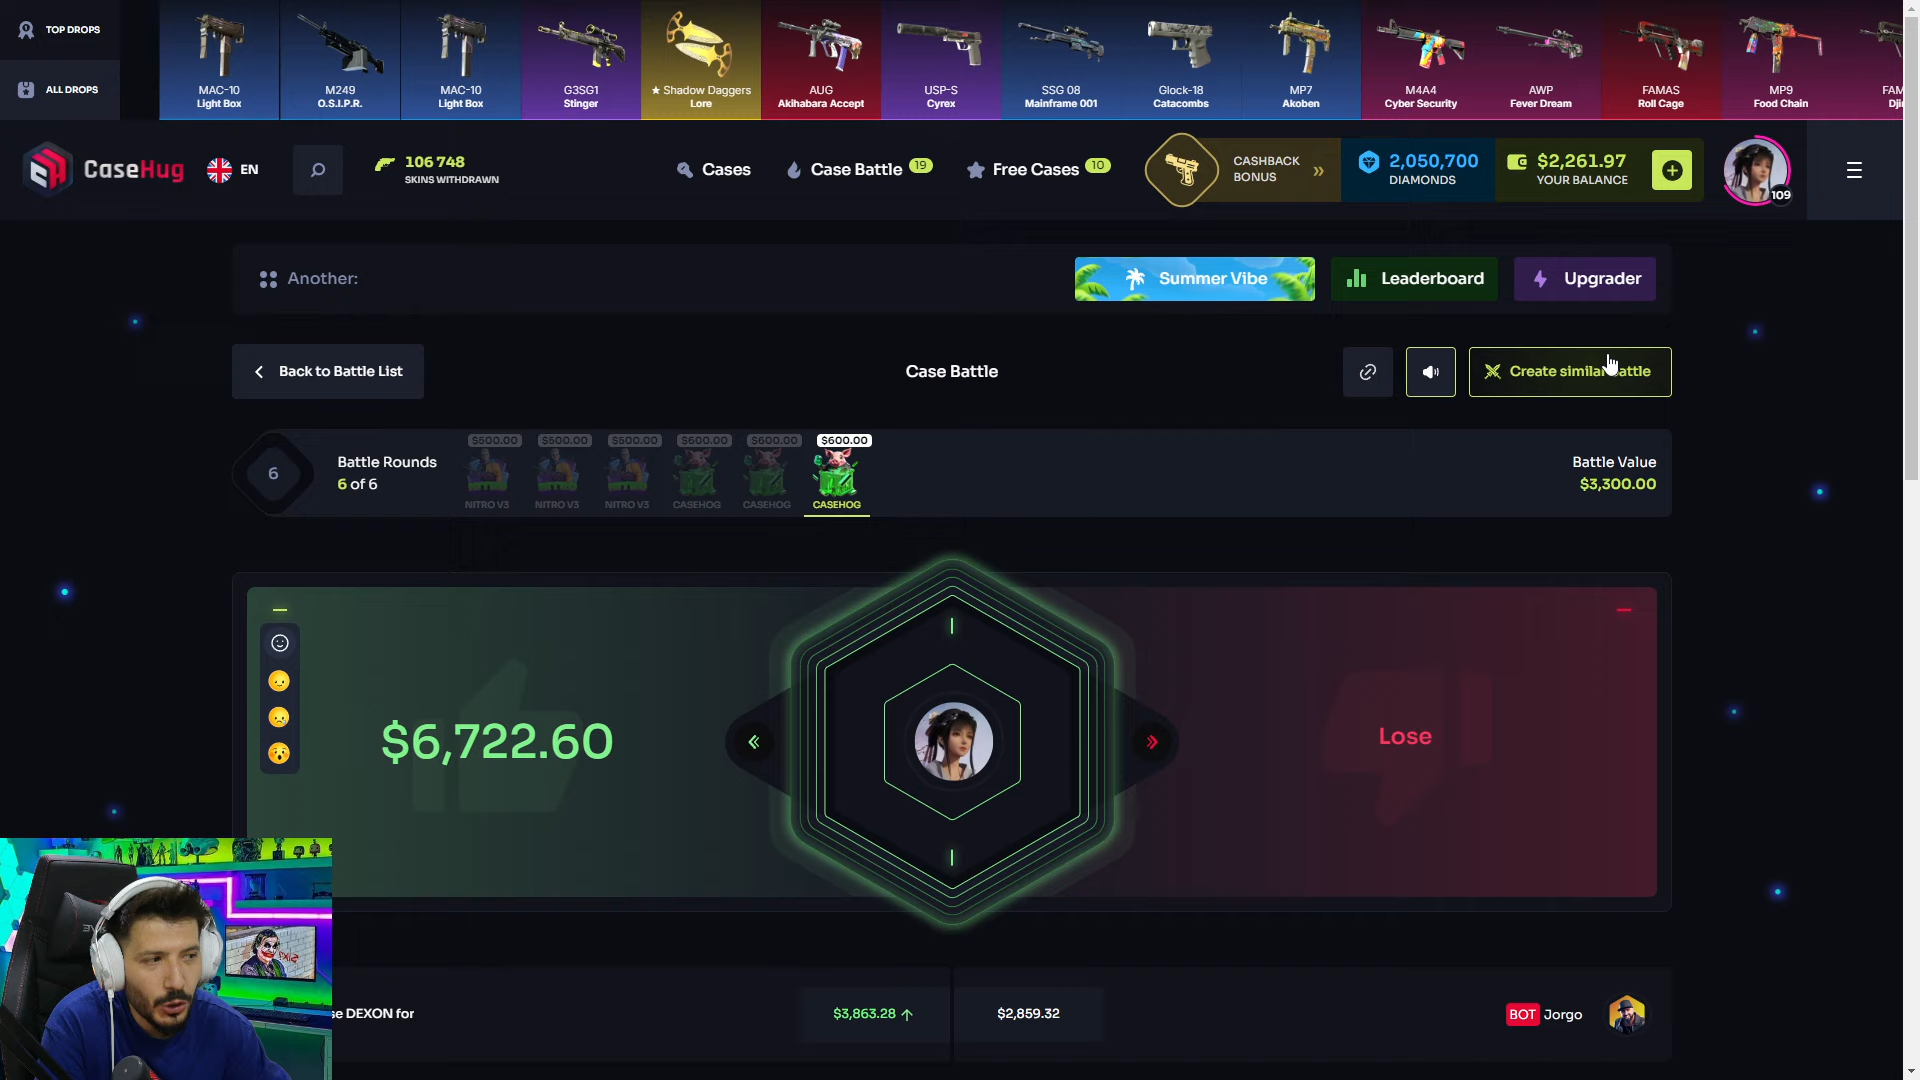 TOP DROPS
ALL DROPS
MAC-10
Light Box
M249
O.S.I.P.R.
MAC-10
Light Box
G3SG1
Stinger
★ Shadow Daggers
Lore
AUG
Akihabara Accept
USP-S
Cyrex
SSG 08
Mainframe 001
Glock-18
Catacombs
MP7
Akoben
M4A4
Cyber Security
AWP
Fever Dream
FAMAS
Roll Cage
MP9
Food Chain
CaseHug
EN
106 748
SKINS WITHDRAWN
Cases
Case Battle 19
Free Cases 10
CASHBACK
BONUS
2,050,700
DIAMONDS
$2,261.97
YOUR BALANCE
109
Another:
Summer Vibe
Leaderboard
Upgrader
Back to Battle List
Case Battle
Create similar battle
6
Battle Rounds
6 of 6
$500.00
NITRO V3
$500.00
NITRO V3
$500.00
NITRO V3
$600.00
CASEHOG
$600.00
CASEHOG
$600.00
CASEHOG
Battle Value
$3,300.00
$6,722.60
Lose
se DEXON for
$3,863.28
$2,859.32
BOT Jorgo